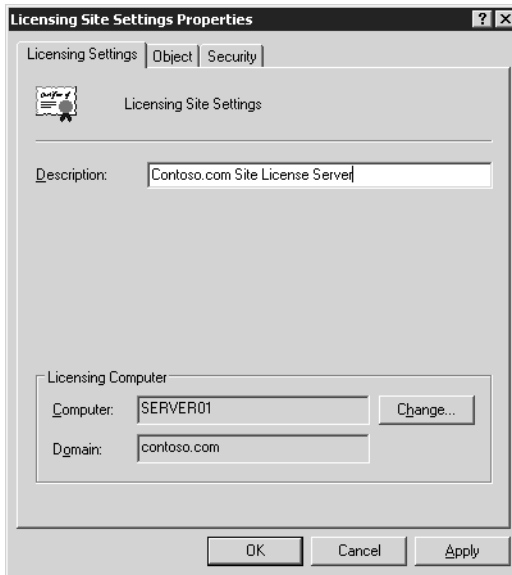 Licensing Site Settings Properties
Licensing Settings Object Security
Licensing Site Settings
Description: Contoso.com Site License Server
Licensing Computer
Computer: SERVER01 Change...
Domain: contoso.com
OK Cancel Apply